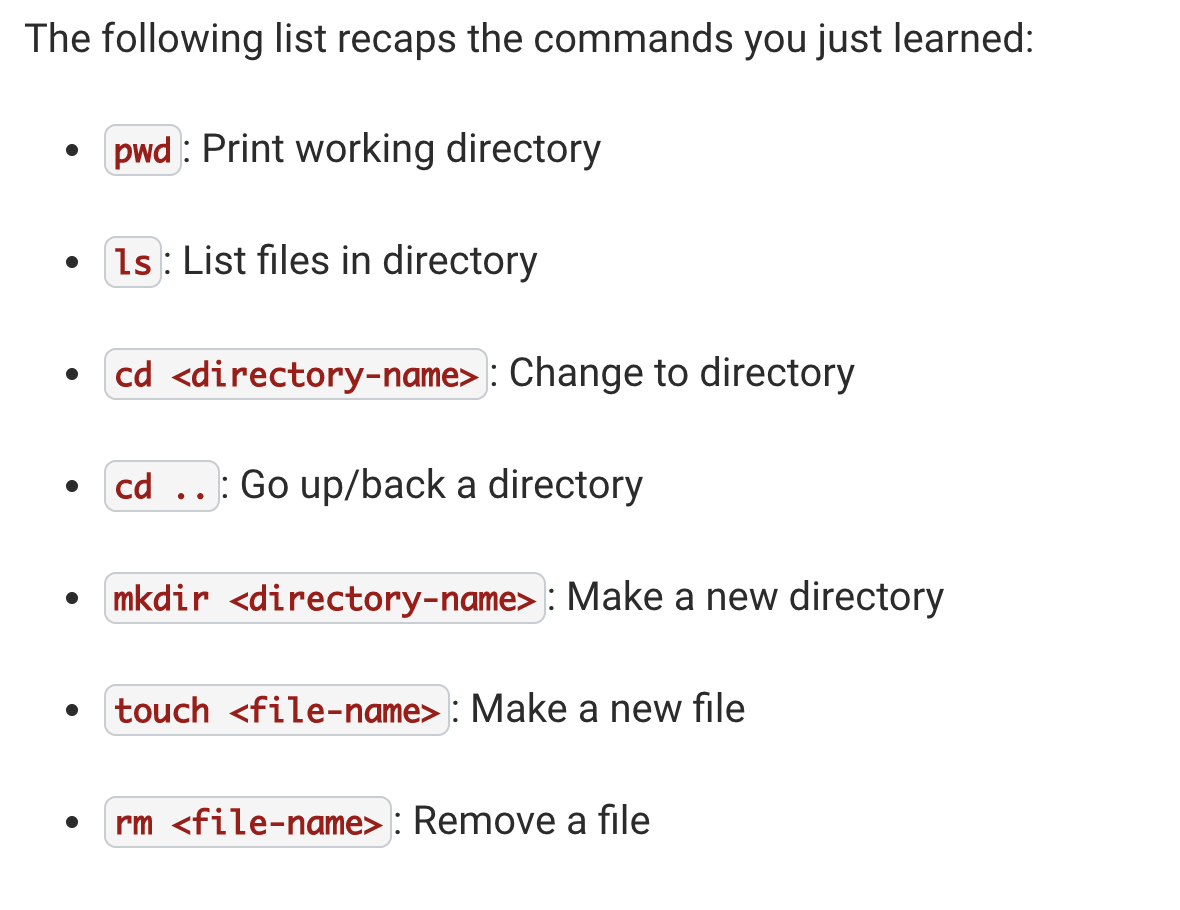 The following list recaps the commands you just learned:
• pwd: Print working directory
• ls: List files in directory
• cd <directory-name>: Change to directory
• cd ..: Go up/back a directory
• mkdir <directory-name>: Make a new directory
• touch <file-name>: Make a new file
• rm <file-name>: Remove a file